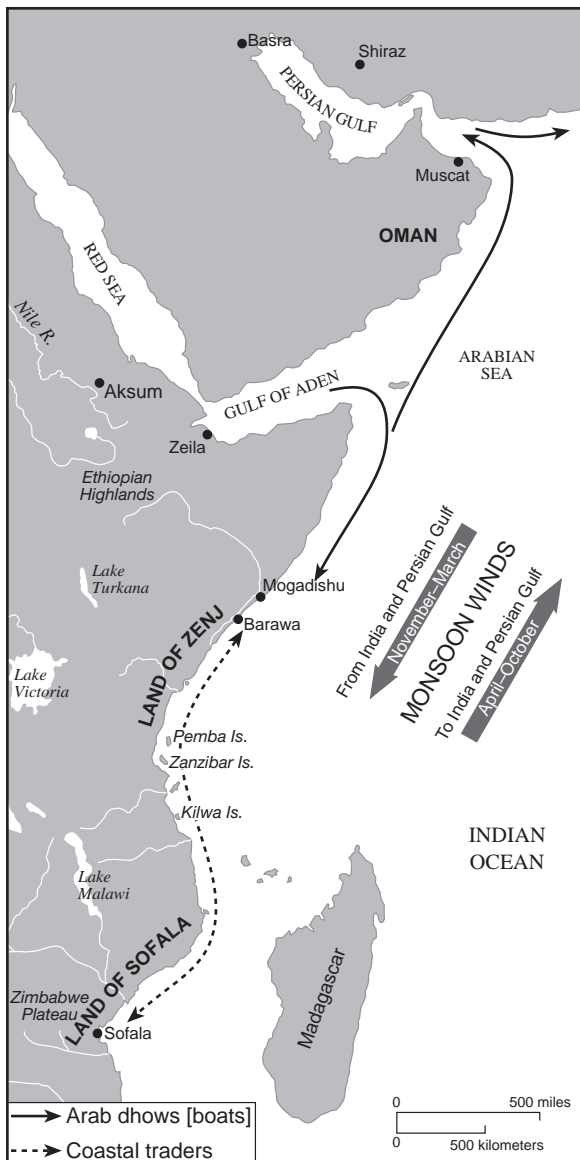 Basra
Shiraz
PERSIAN GULF
Muscat
OMAN
RED SEA
Nile R.
ARABIAN
SEA
Aksum
GULF OF ADEN
Zeila
Ethiopian
Highlands
Lake
Turkana
Mogadishu
Barawa
LAND OF ZENJ
From India and Persian Gulf
November–March
MONSOON WINDS
To India and Persian Gulf
April–October
Lake
Victoria
Pemba Is.
Zanzibar Is.
Kilwa Is.
INDIAN
OCEAN
Lake
Malawi
LAND OF SOFALA
Zimbabwe
Plateau
Sofala
Madagascar
Arab dhows [boats]
Coastal traders
0 500 miles
0 500 kilometers